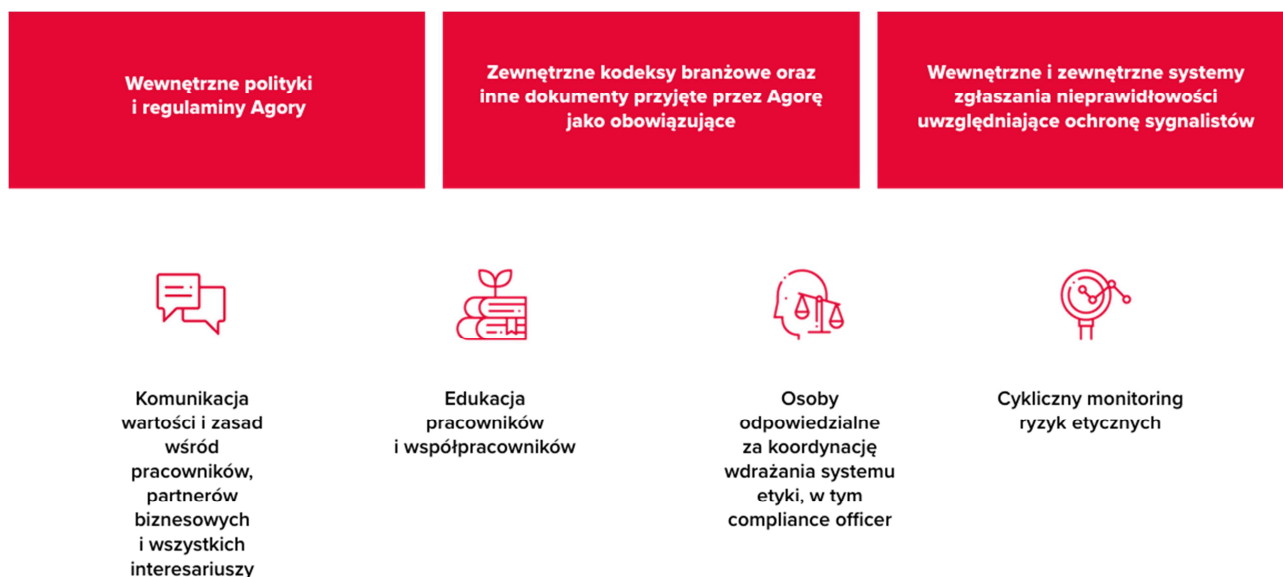 Wewnętrzne polityki
i regulaminy Agory
Zewnętrzne kodeksy branżowe oraz
inne dokumenty przyjęte przez Agorę
jako obowiązujące
Wewnętrzne i zewnętrzne systemy
zgłaszania nieprawidłowości
uwzględniające ochronę sygnalistów
Komunikacja
wartości i zasad
wśród
pracowników,
partnerów
biznesowych
i wszystkich
interesariuszy
Edukacja
pracowników
i współpracowników
Osoby
odpowiedzialne
za koordynację
wdrażania systemu
etyki, w tym
compliance officer
Cykliczny monitoring
ryzyk etycznych